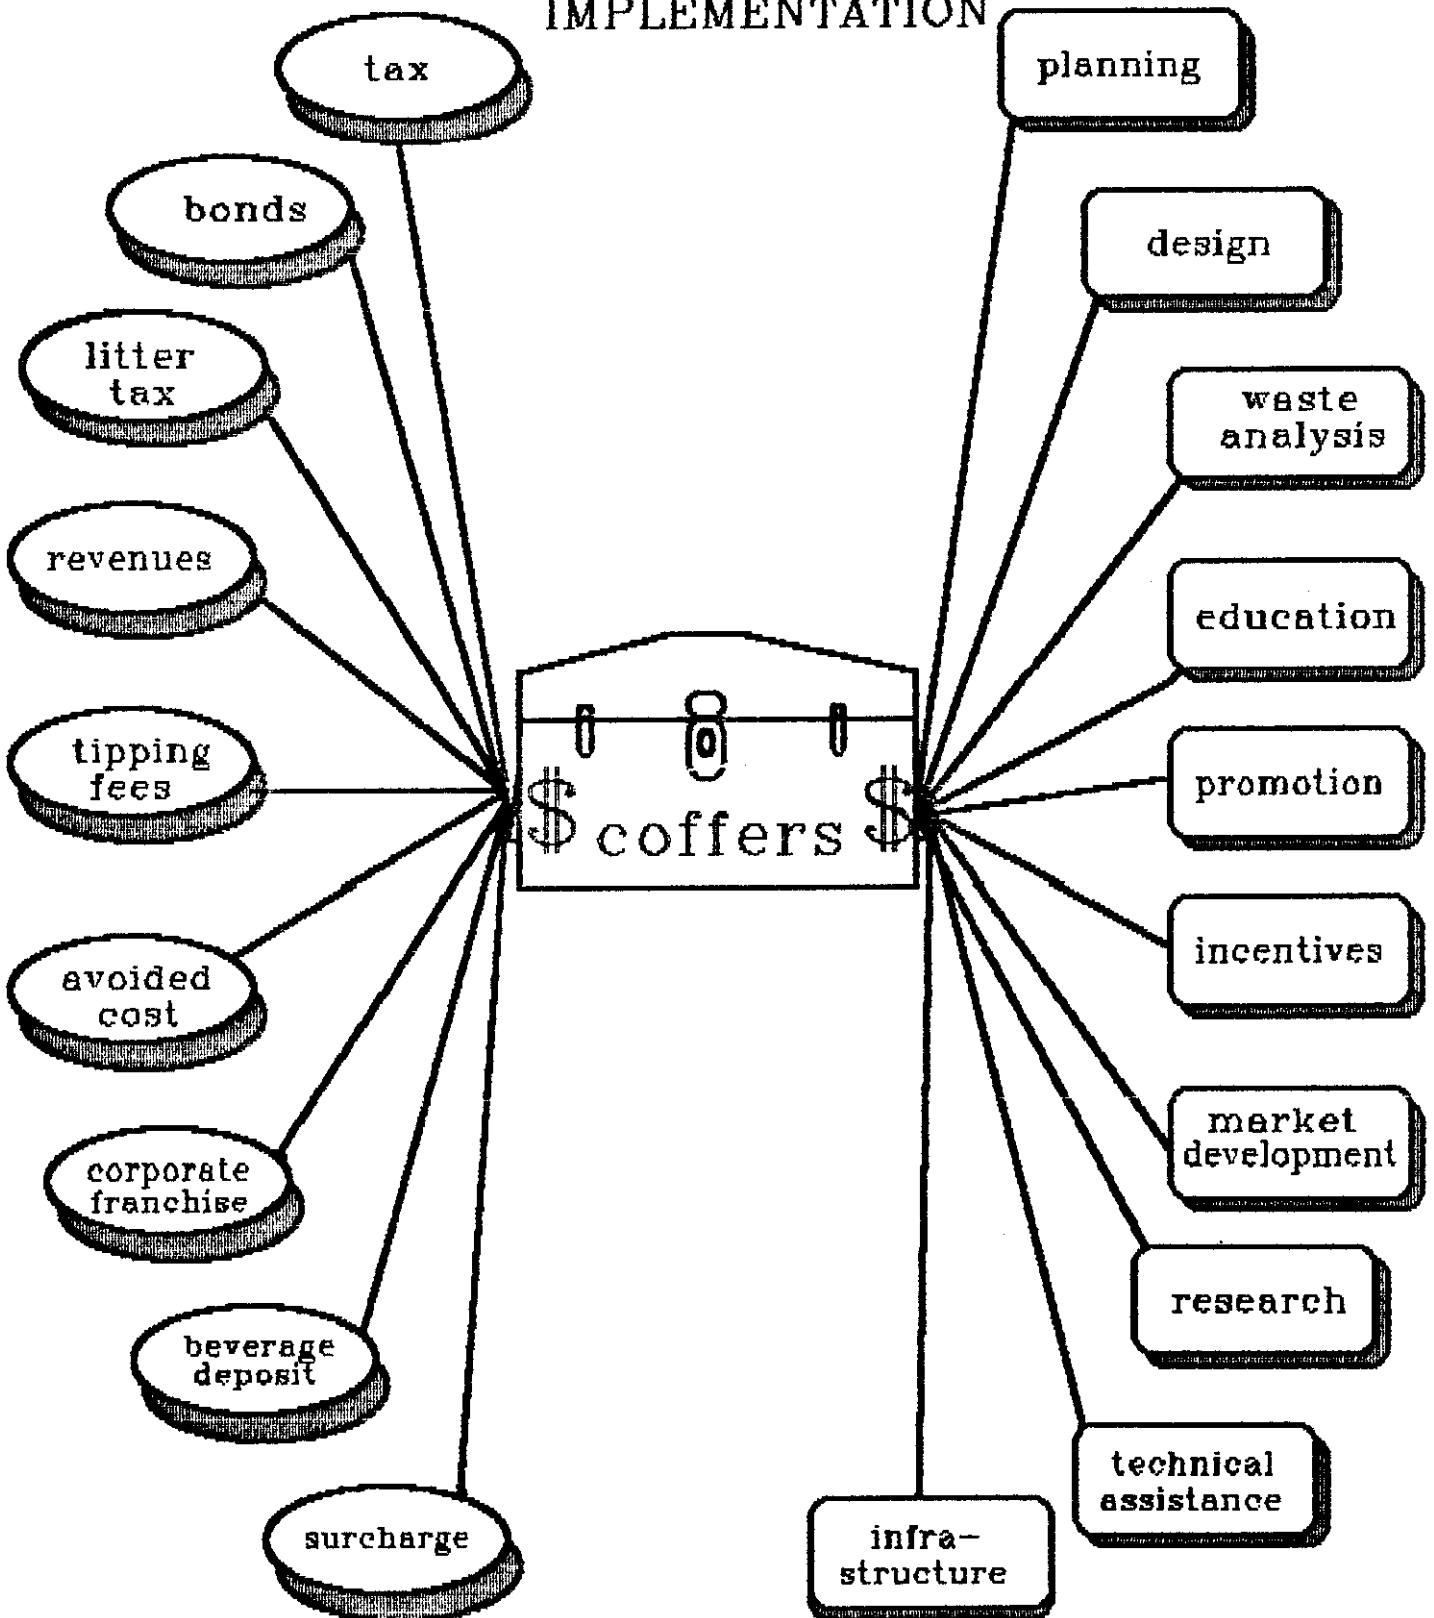 IMPLEMENTATION
tax
bonds
litter
tax
revenues
tipping
fees
avoided
cost
corporate
franchise
beverage
deposit
surcharge
$ coffers $
planning
design
waste
analysis
education
promotion
incentives
market
development
research
technical
assistance
infra-
structure